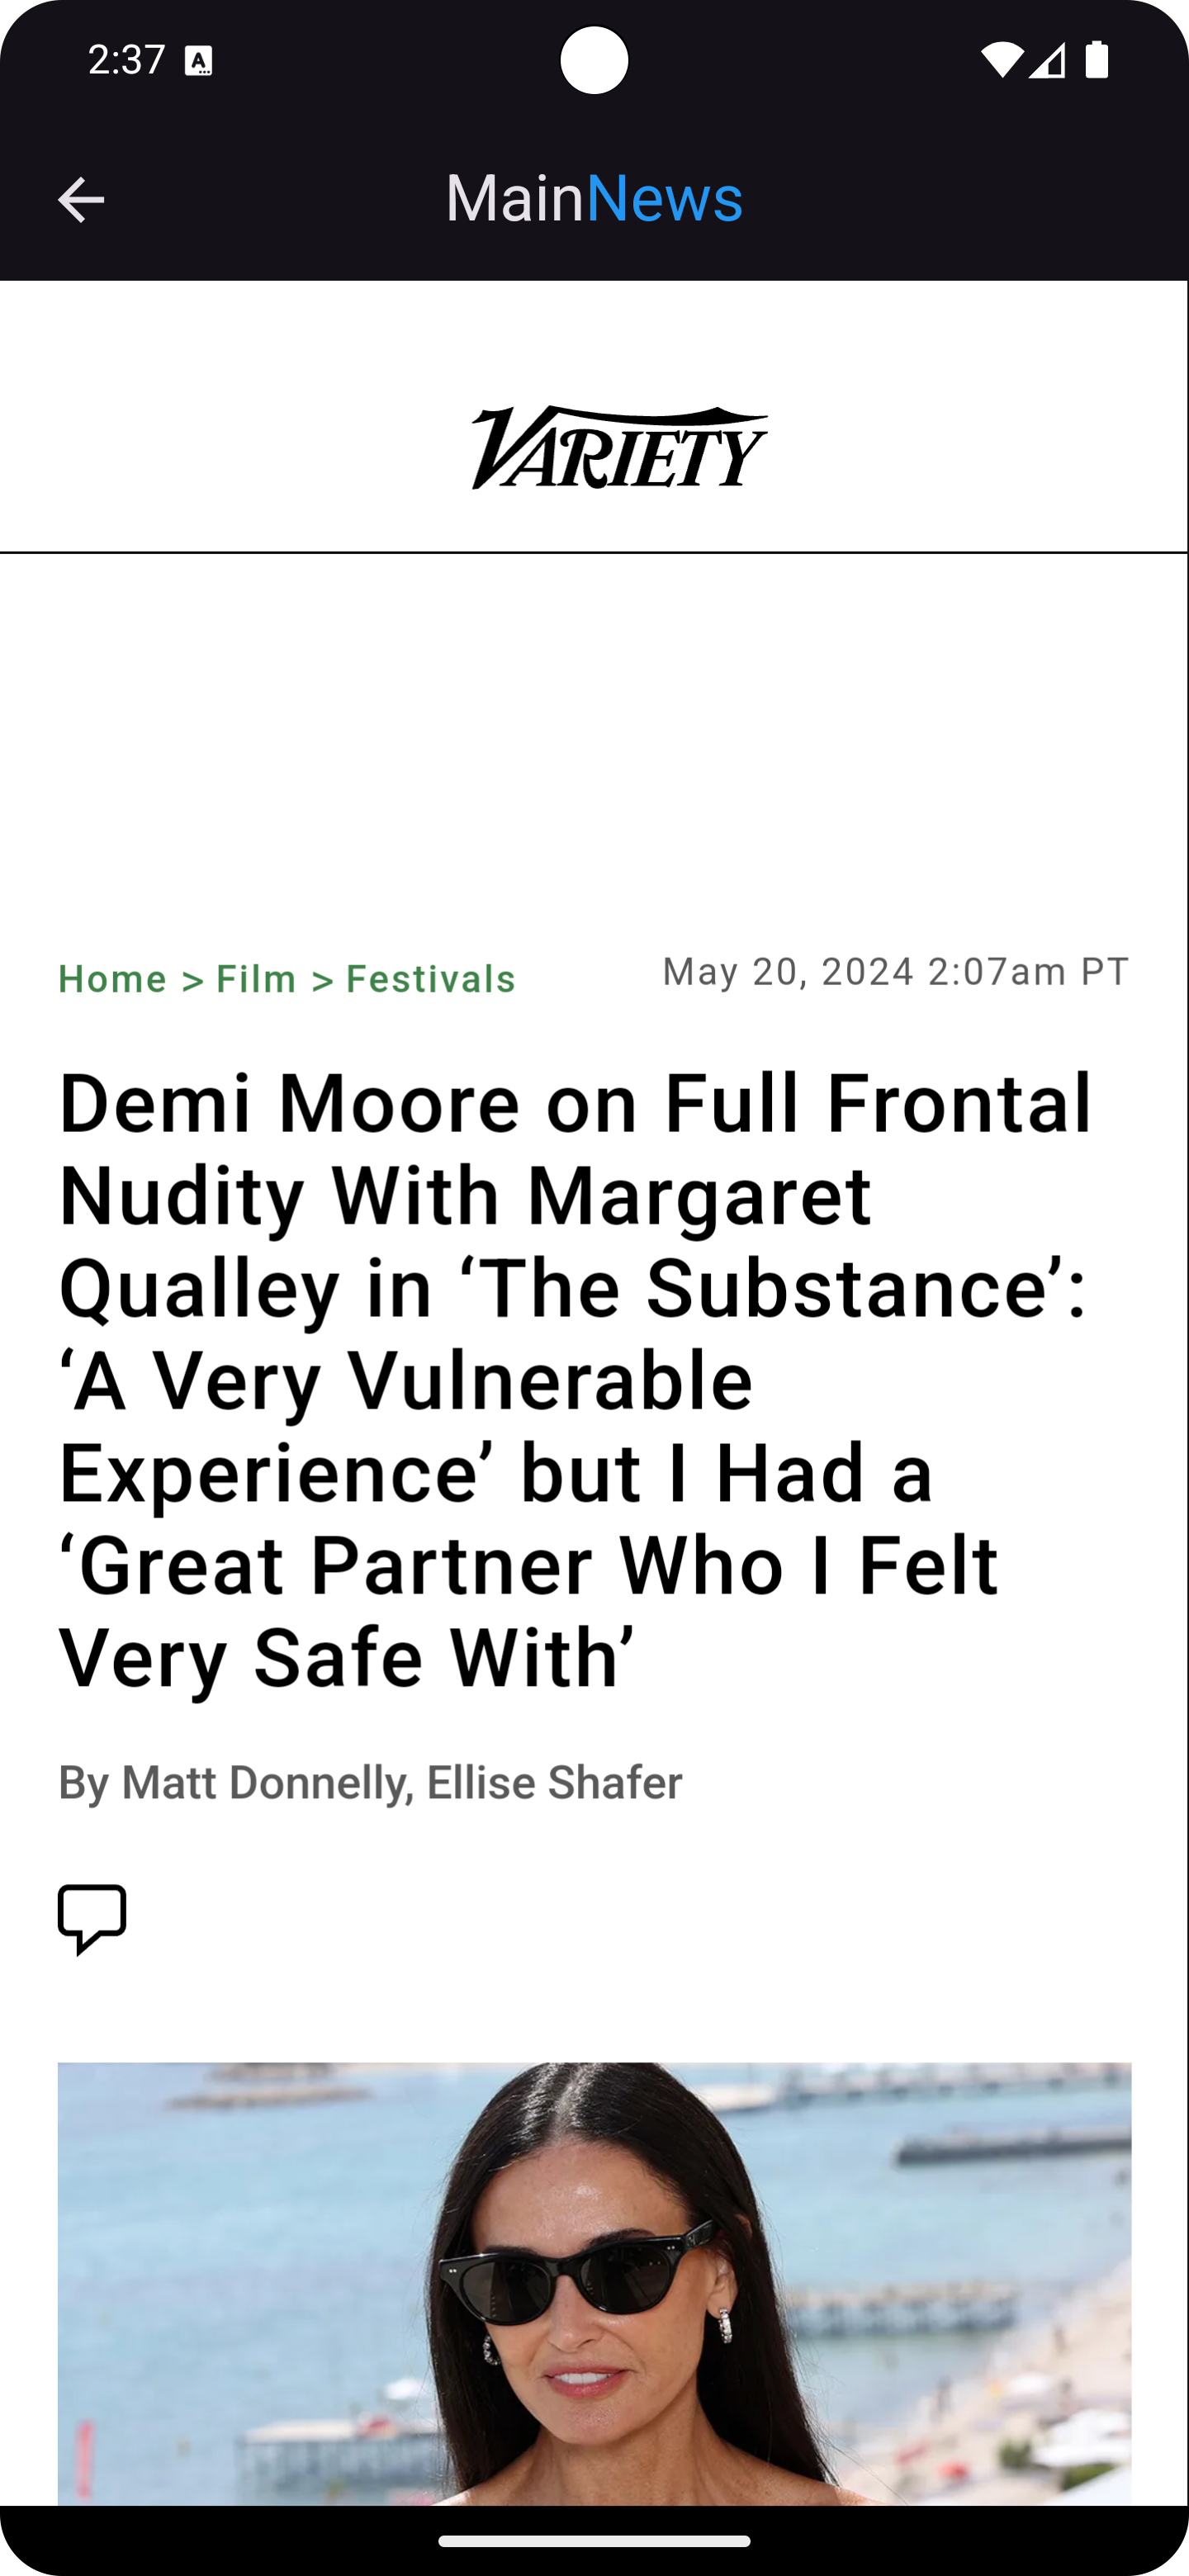 2:37 A
MainNews
VARIETY
Home > Film > Festivals
May 20, 2024 2:07am PT
Demi Moore on Full Frontal
Nudity With Margaret
Qualley in ‘The Substance’:
‘A Very Vulnerable
Experience’ but I Had a
‘Great Partner Who I Felt
Very Safe With’
By Matt Donnelly, Ellise Shafer